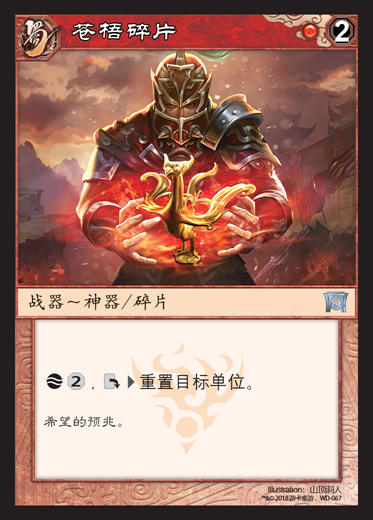 蜀 苍梧碎片 2
战器～神器/碎片
2，▶重置目标单位。
希望的预兆。
Illustration：山顶洞人
™&© 2018 游卡桌游．WD-067